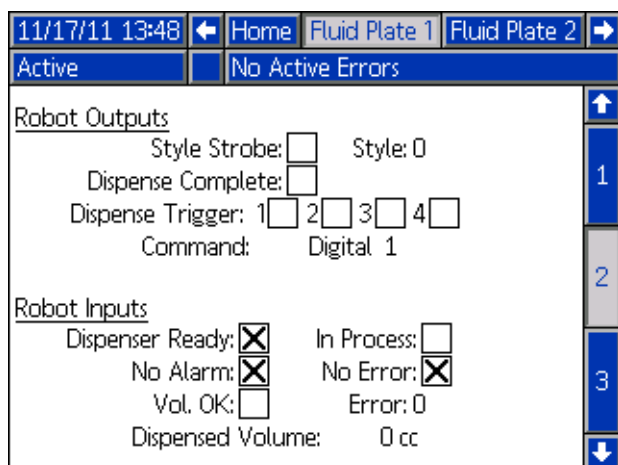 11/17/11 13:48 Home Fluid Plate 1 Fluid Plate 2
Active No Active Errors
Robot Outputs
Style Strobe: Style: 0
Dispense Complete:
Dispense Trigger: 1 2 3 4
Command: Digital 1
Robot Inputs
Dispenser Ready: In Process:
No Alarm: No Error:
Vol. OK: Error: 0
Dispensed Volume: 0 cc
1
2
3